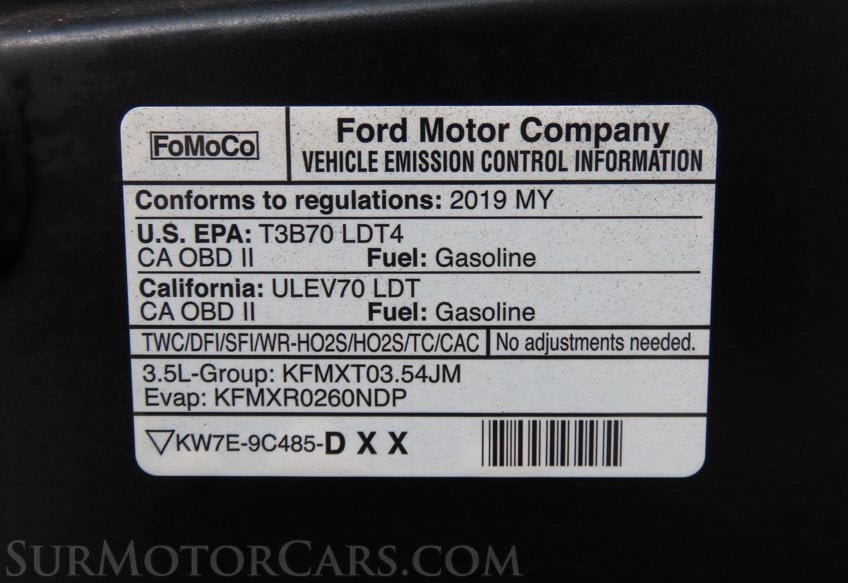 FoMoCo
Ford Motor Company
VEHICLE EMISSION CONTROL INFORMATION
Conforms to regulations: 2019 MY
U.S. EPA: T3B70 LDT4
CA OBD II Fuel: Gasoline
California: ULEV70 LDT
CA OBD II Fuel: Gasoline
TWC/DFI/SFI/WR-HO2S/HO2S/TC/CAC No adjustments needed.
3.5L-Group: KFMXT03.54JM
Evap: KFMXR0260NDP
KW7E-9C485-D X X
SurMotorCars.com